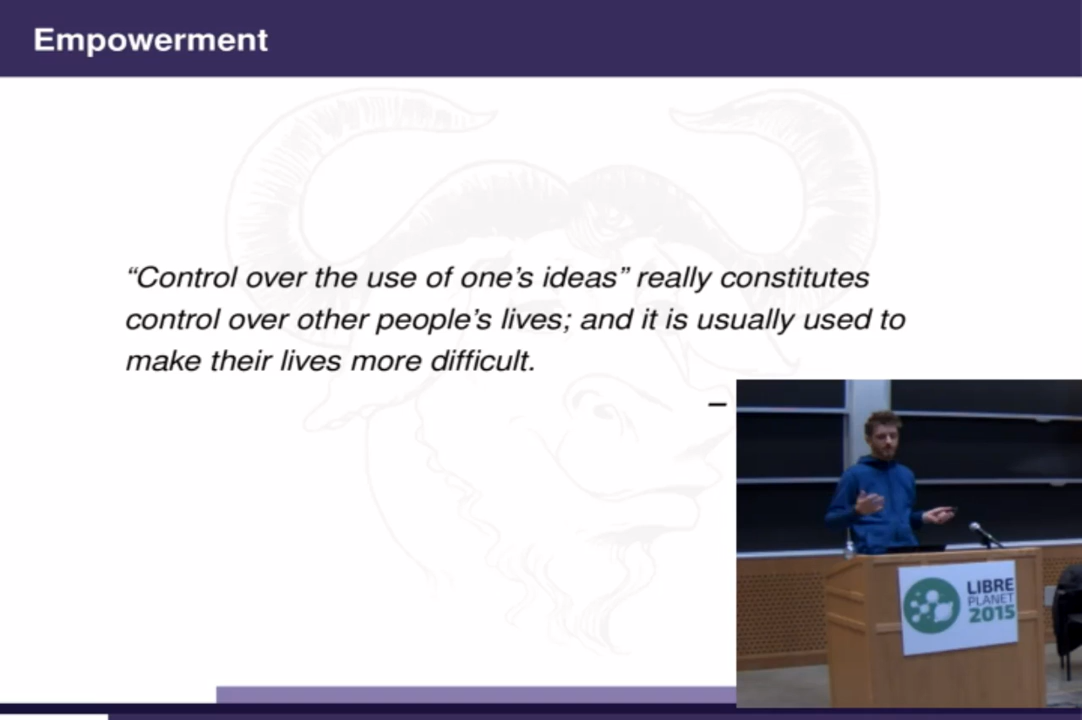 Empowerment
“Control over the use of one’s ideas” really constitutes
control over other people’s lives; and it is usually used to
make their lives more difficult.
–
LIBRE
PLANET
2015